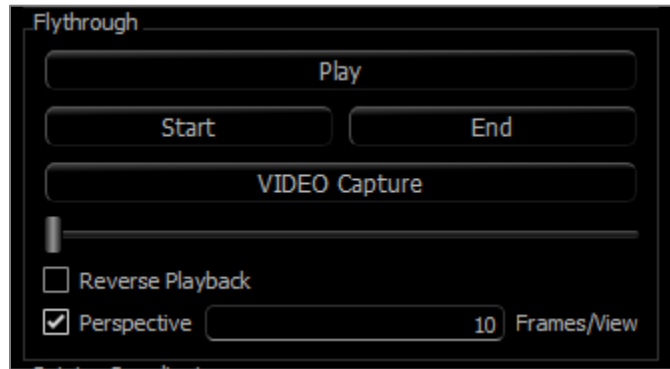 Flythrough
Play
Start End
VIDEO Capture
Reverse Playback
Perspective 10 Frames/View